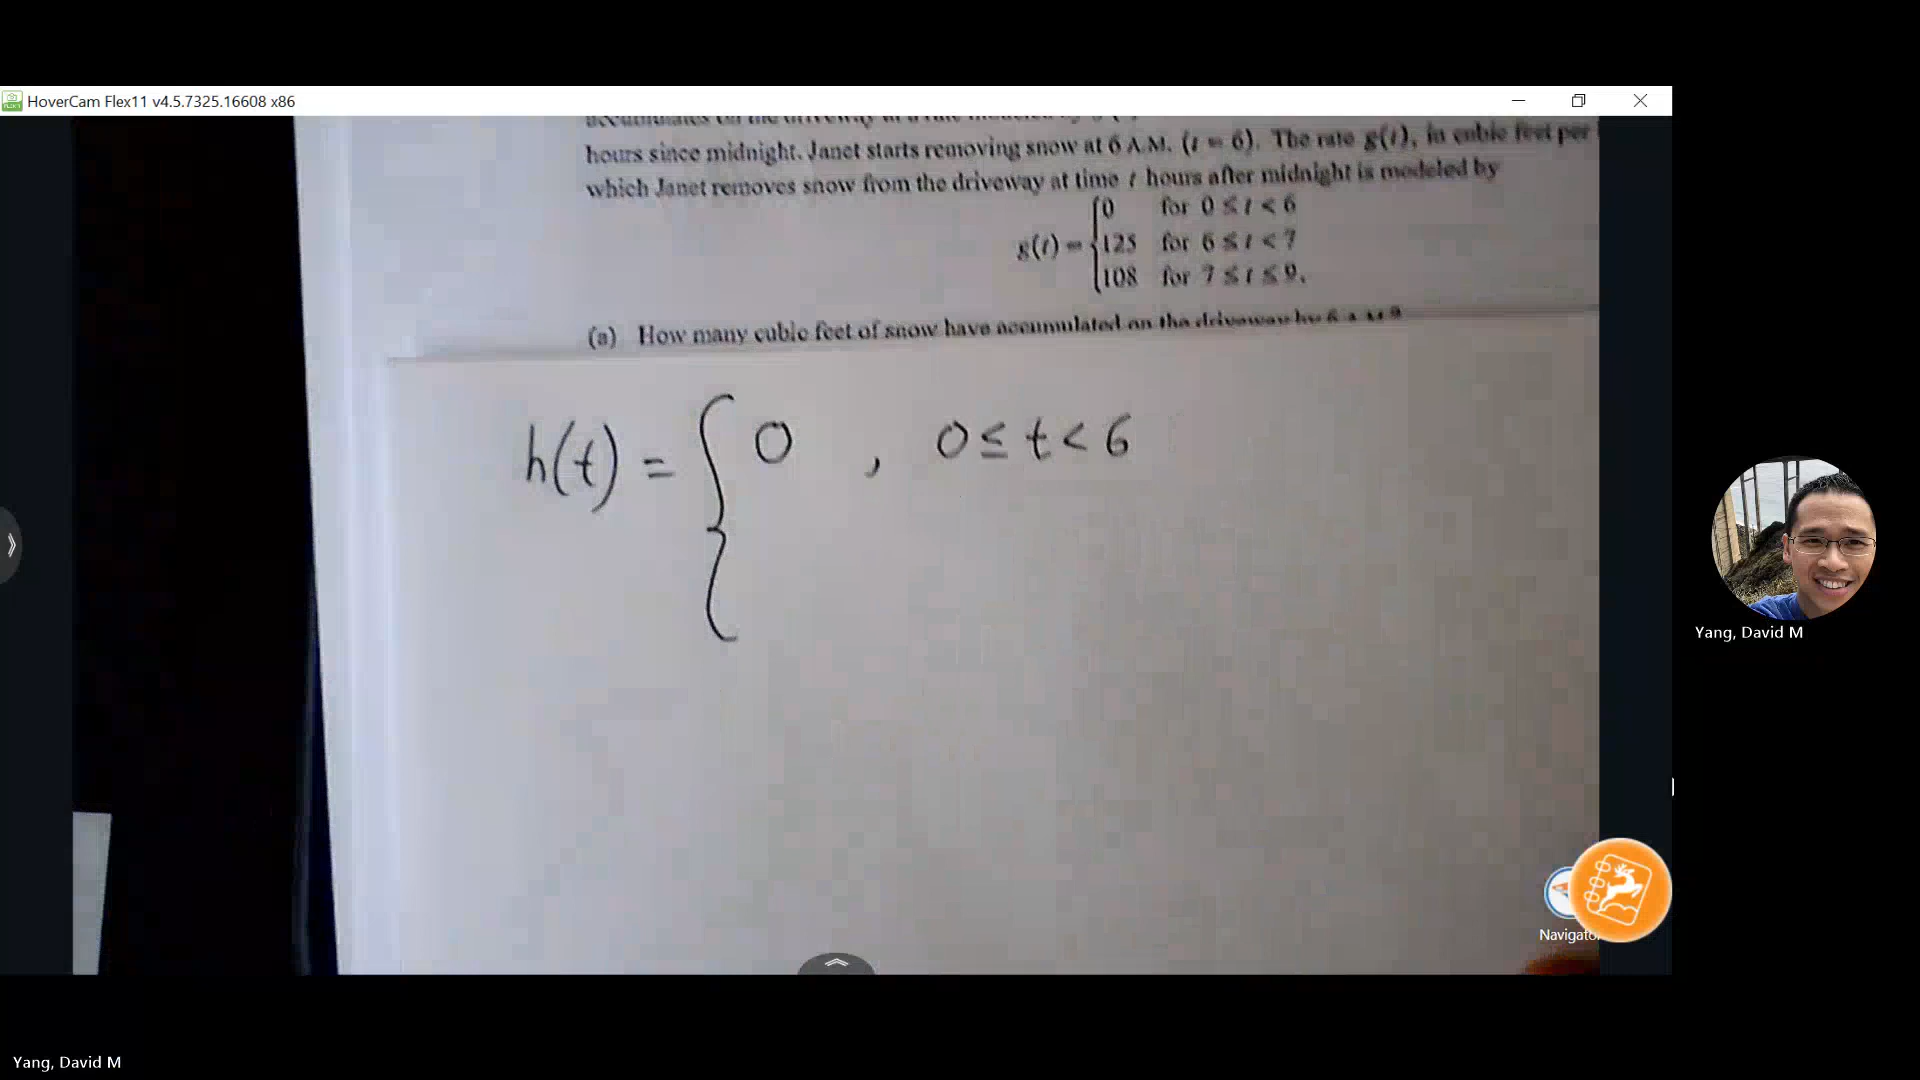 HoverCam Flex11 v4.5.7325.16608 x86
hours since midnight. Janet starts removing snow at 6 A.M. (t = 6). The rate g(t), in cubic feet per
which Janet removes snow from the driveway at time t hours after midnight is modeled by
g(t) = { 0 for 0 ≤ t < 6
125 for 6 ≤ t < 7
108 for 7 ≤ t ≤ 9.
(a) How many cubic feet of snow have accumulated on the driveway by 6 A.M.?
h(t) = { 0 , 0 ≤ t < 6
Navigator
Yang, David M
Yang, David M